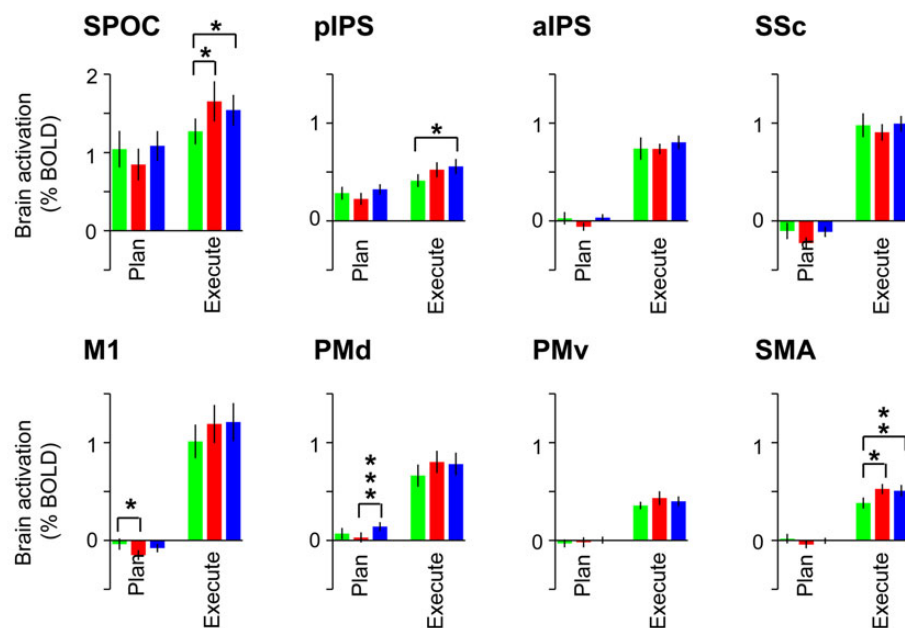 SPOC pIPS aIPS SSc
* *
*
2 1 0
Brain activation
(% BOLD)
Plan Execute
1 0
*
Plan Execute
1 0
Plan Execute
1 0
Plan Execute
M1 PMd PMv SMA
1 0
Brain activation
(% BOLD)
*
Plan Execute
1 0
***
Plan Execute
1 0
Plan Execute
1 0
**
*
Plan Execute